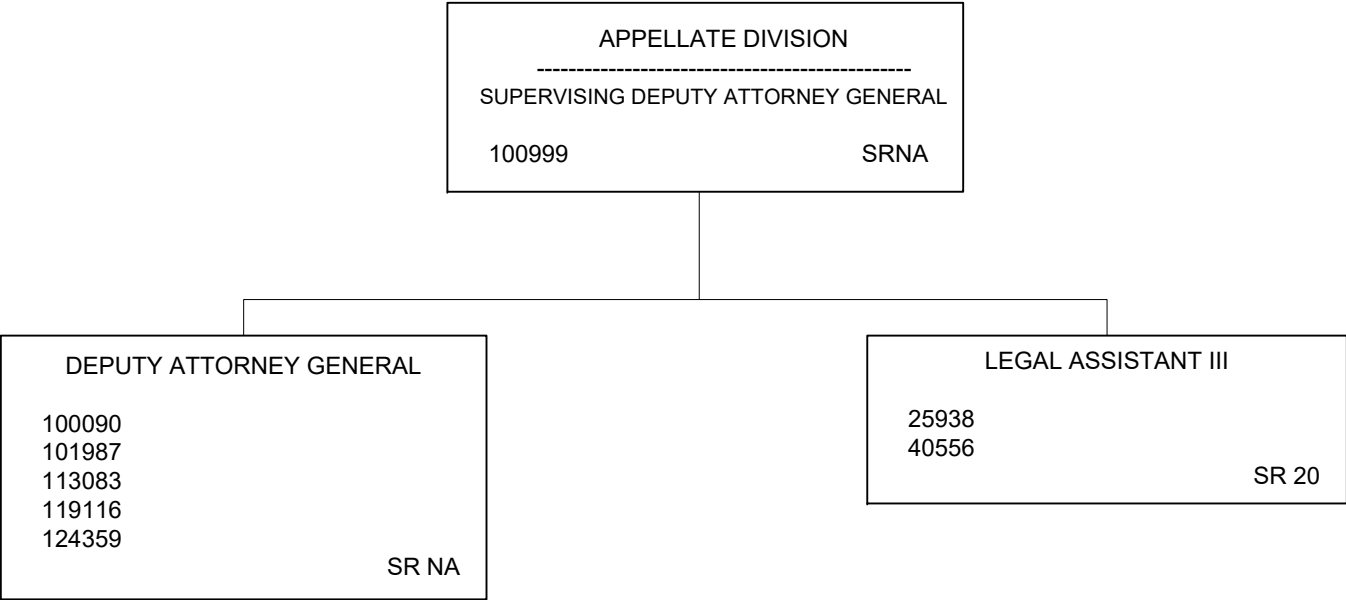 APPELLATE DIVISION
-----------------------------------------------
SUPERVISING DEPUTY ATTORNEY GENERAL
100999 SRNA
DEPUTY ATTORNEY GENERAL
100090
101987
113083
119116
124359
SR NA
LEGAL ASSISTANT III
25938
40556
SR 20